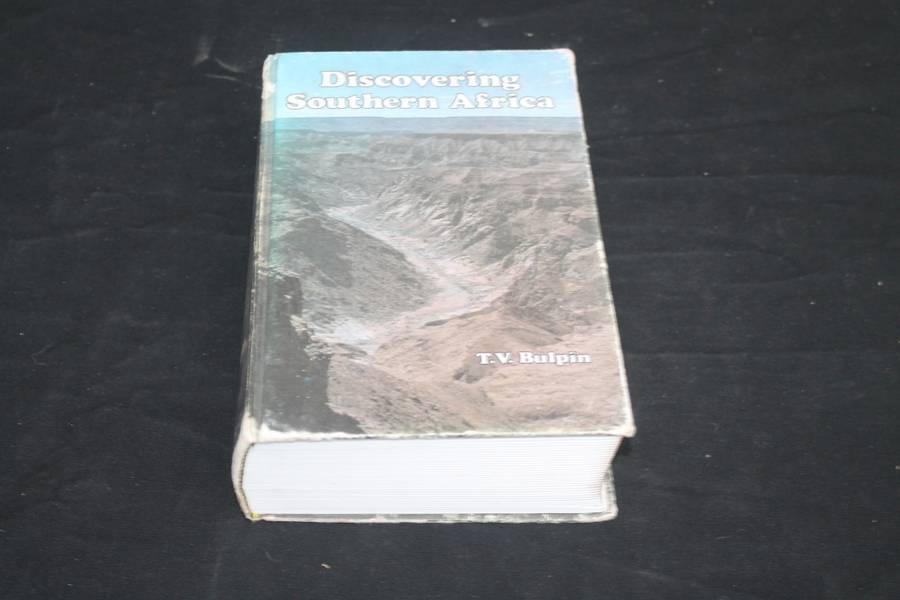 Discovering
Southern Africa
T.V. Bulpin